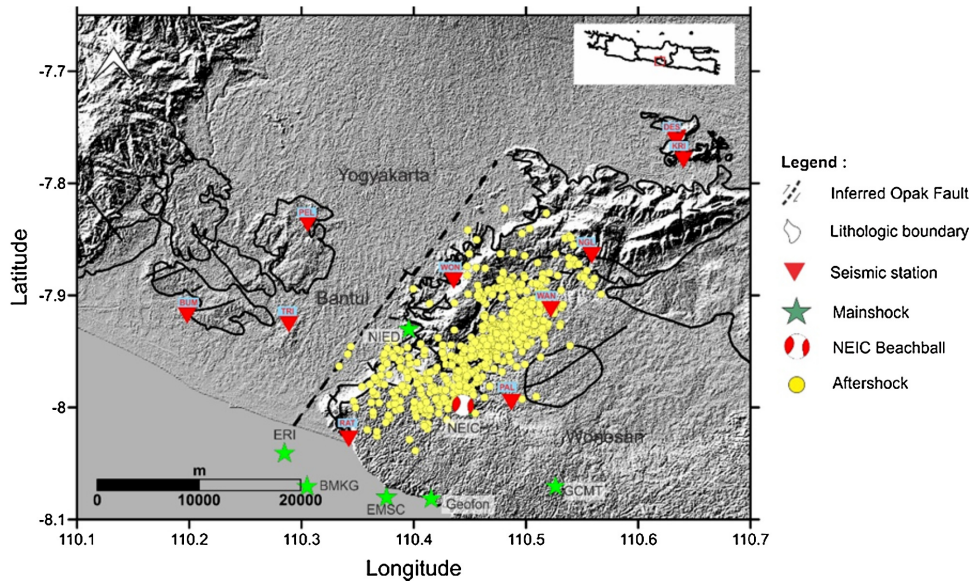 -7.7
-7.8
-7.9
-8
-8.1
Latitude
110.1
110.2
110.3
110.4
110.5
110.6
110.7
Longitude
DES
KRI
Yogyakarta
PEL
NGL
WON
WAN
BUM
TRI
Bantul
NIED
PAL
RAT
NEIC
Wonosari
ERI
BMKG
EMSC
Geofon
GCMT
m
0
10000
20000
Legend :
Inferred Opak Fault
Lithologic boundary
Seismic station
Mainshock
NEIC Beachball
Aftershock